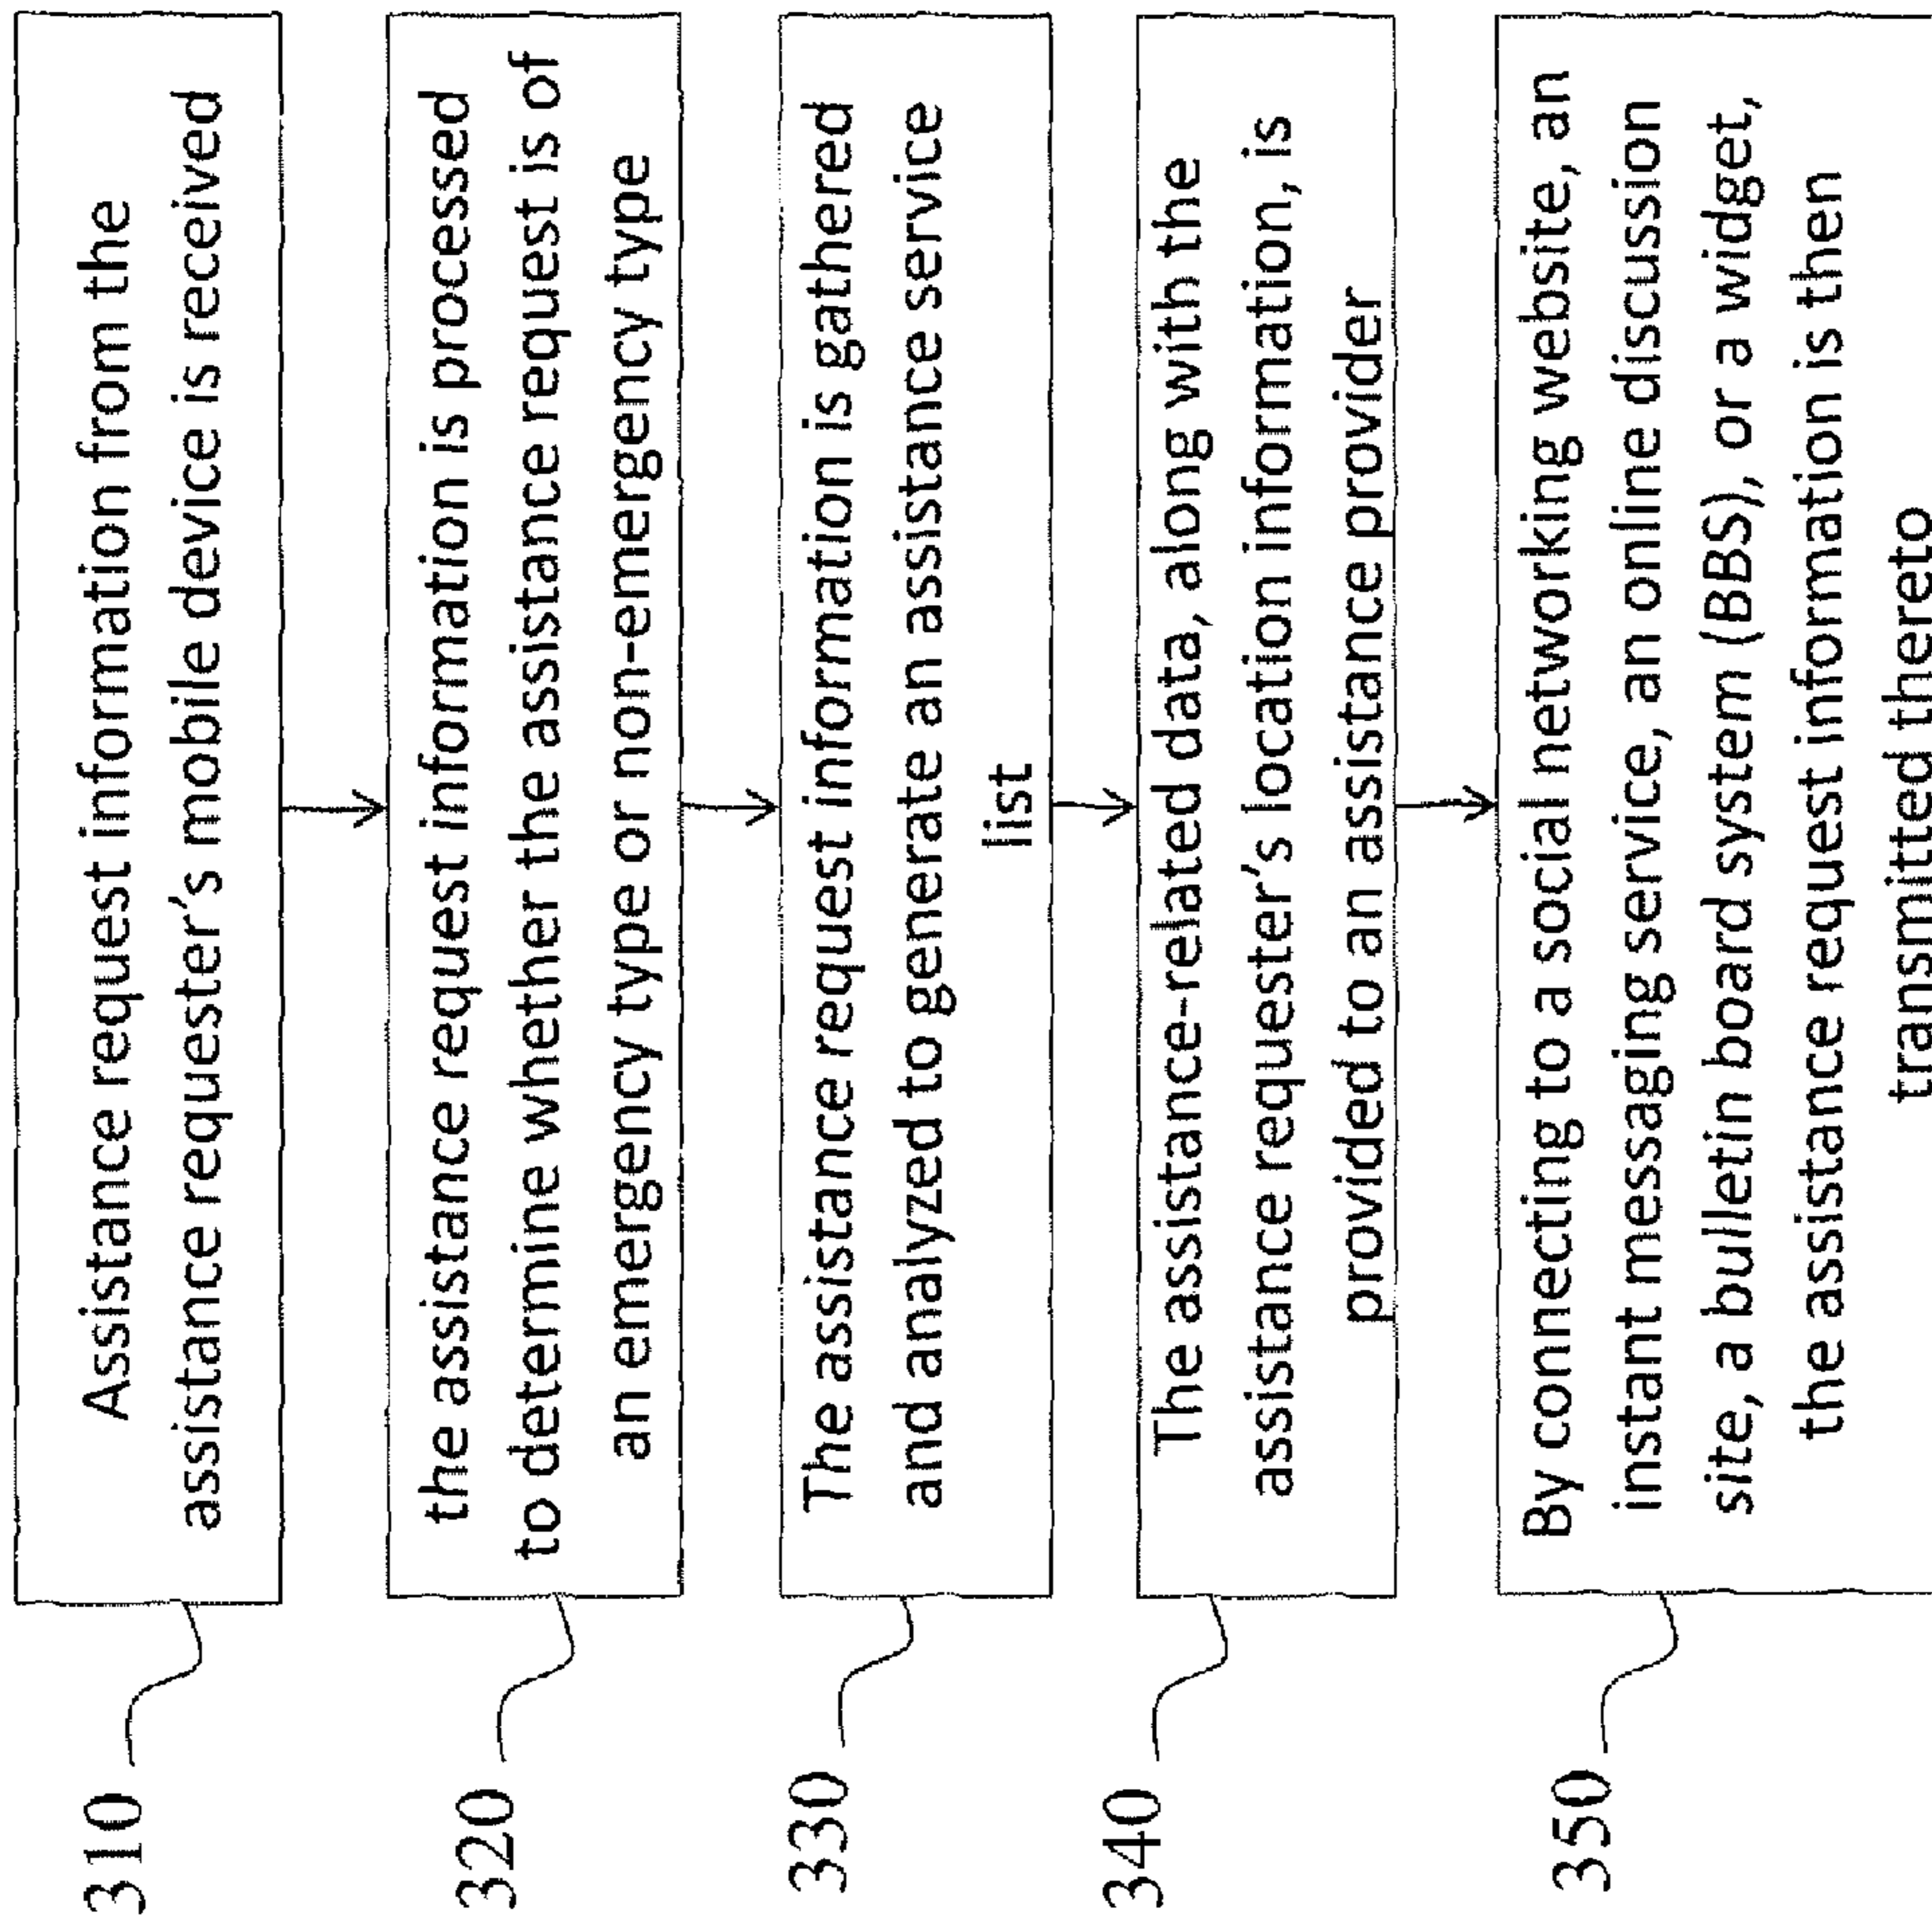 310
Assistance request information from the
assistance requester's mobile device is received
320
the assistance request information is processed
to determine whether the assistance request is of
an emergency type or non-emergency type
330
The assistance request information is gathered
and analyzed to generate an assistance service
list
340
The assistance-related data, along with the
assistance requester's location information, is
provided to an assistance provider
350
By connecting to a social networking website, an
instant messaging service, an online discussion
site, a bulletin board system (BBS), or a widget,
the assistance request information is then
transmitted thereto